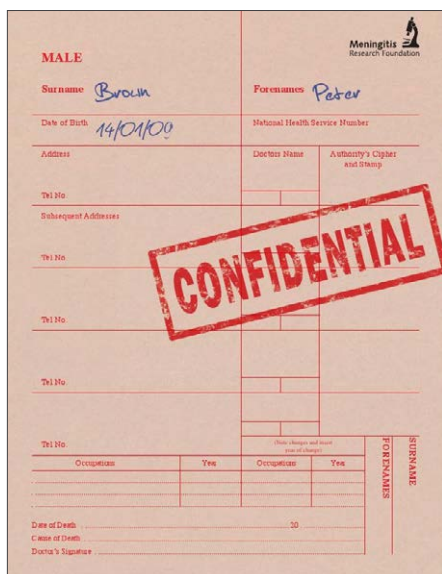 Meningitis
Research Foundation
MALE
Surname Brown Forenames Peter
Date of Birth 14/01/09 National Health Service Number
Address Doctors Name Authority's Cipher
and Stamp
Tel No.
Subsequent Addresses
CONFIDENTIAL
Tel No.
Tel No.
Tel No.
Tel No.
(Note changes and insert
year of change)
Occupations Year Occupations Year
FORENAMES
SURNAME
Date of Death 20
Cause of Death
Doctor's Signature